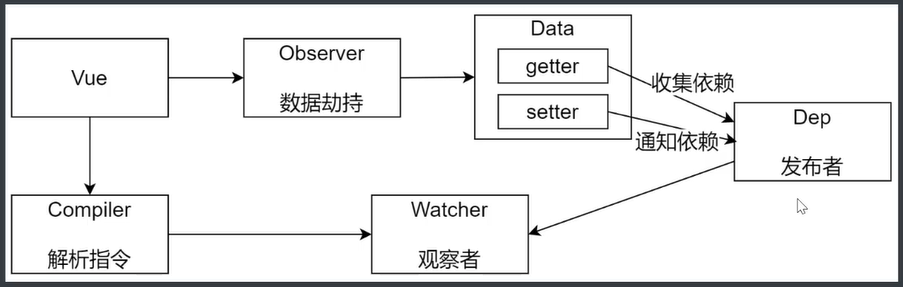 Vue
Observer
数据劫持
Data
getter
setter
收集依赖
通知依赖
Dep
发布者
Compiler
解析指令
Watcher
观察者